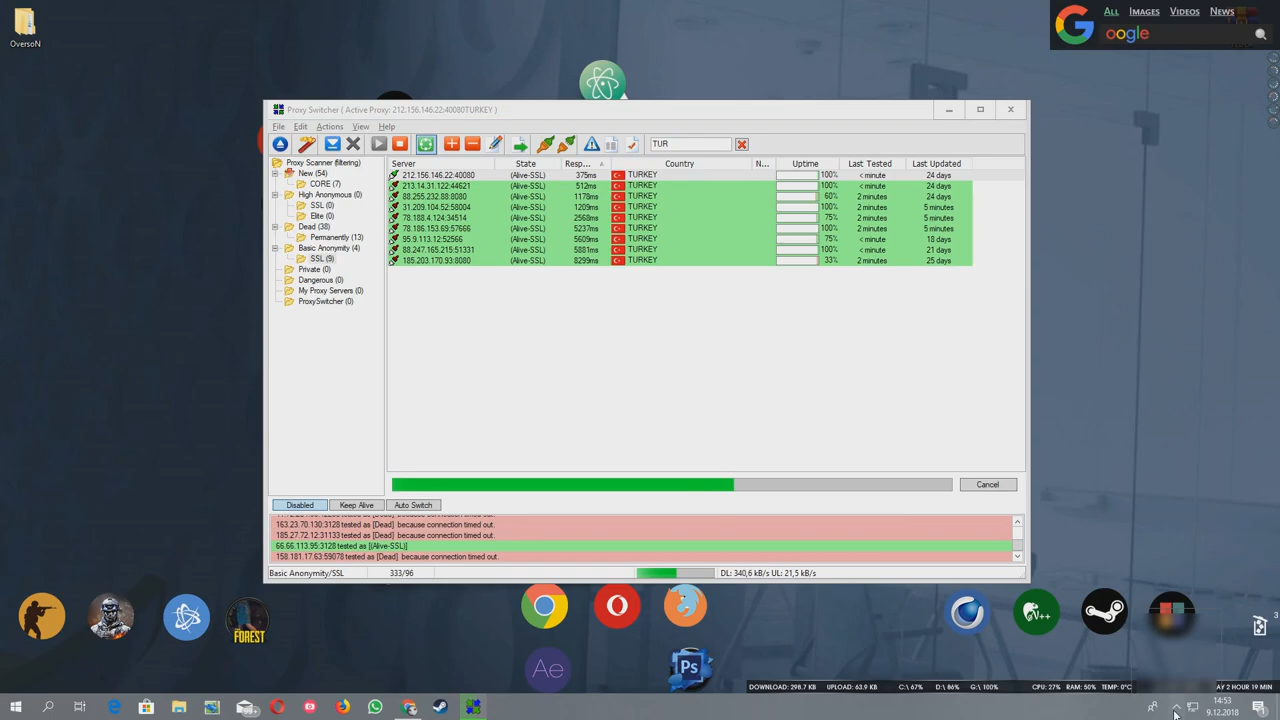 OversoN
ALL IMAGES VIDEOS NEWS
oogle
Proxy Switcher ( Active Proxy: 212.156.146.22:40080TURKEY )
File Edit Actions View Help
TUR
Proxy Scanner (filtering)
New (54)
CORE (7)
High Anonymous (0)
SSL (0)
Elite (0)
Dead (38)
Permanently (13)
Basic Anonymity (4)
SSL (9)
Private (0)
Dangerous (0)
My Proxy Servers (0)
ProxySwitcher (0)
Server State Resp... Country N... Uptime Last Tested Last Updated
212.156.146.22:40080 (Alive-SSL) 375ms TURKEY 100% < minute 24 days
213.14.31.122:44621 (Alive-SSL) 512ms TURKEY 100% < minute 24 days
88.255.232.88:8080 (Alive-SSL) 1178ms TURKEY 60% 2 minutes 24 days
31.209.104.52:58004 (Alive-SSL) 1209ms TURKEY 100% 2 minutes 5 minutes
78.188.4.124:34514 (Alive-SSL) 2568ms TURKEY 75% 2 minutes 5 minutes
78.186.153.69:57666 (Alive-SSL) 5237ms TURKEY 100% 2 minutes 5 minutes
95.9.113.12:52566 (Alive-SSL) 5609ms TURKEY 75% < minute 18 days
88.247.165.215:51331 (Alive-SSL) 5881ms TURKEY 100% < minute 21 days
185.203.170.93:8080 (Alive-SSL) 8299ms TURKEY 33% 2 minutes 25 days
Cancel
Disabled Keep Alive Auto Switch
163.23.70.130:3128 tested as [Dead] because connection timed out.
185.27.72.12:31133 tested as [Dead] because connection timed out.
66.66.113.95:3128 tested as [(Alive-SSL)]
158.181.17.63:59078 tested as [Dead] because connection timed out.
Basic Anonymity/SSL 333/96 DL: 340,6 kB/s UL: 21,5 kB/s
THE FOREST
N++
3
Ae
Ps
DOWNLOAD: 298.7 KB UPLOAD: 63.9 KB C:\ 67% D:\ 86% G:\ 100% CPU: 27% RAM: 50% TEMP: 0°C AY 2 HOUR 19 MIN
99+
14:53
9.12.2018
1